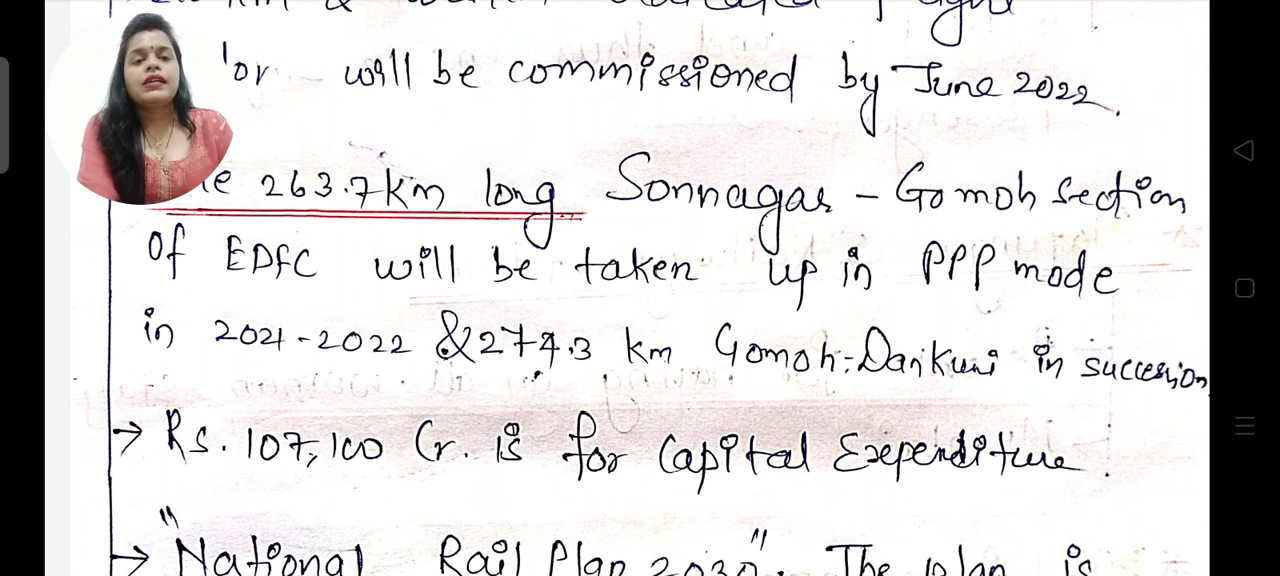 will be commissioned by June 2022.
263.7km long Sonnagar - Gomoh section
of EDFC will be taken up in PPP mode
in 2021-2022 & 274.3 km Gomoh-Dankuni in succession
→ Rs. 107,100 Cr. is for Capital Expenditure.
→ "National Rail Plan 2030". The plan is